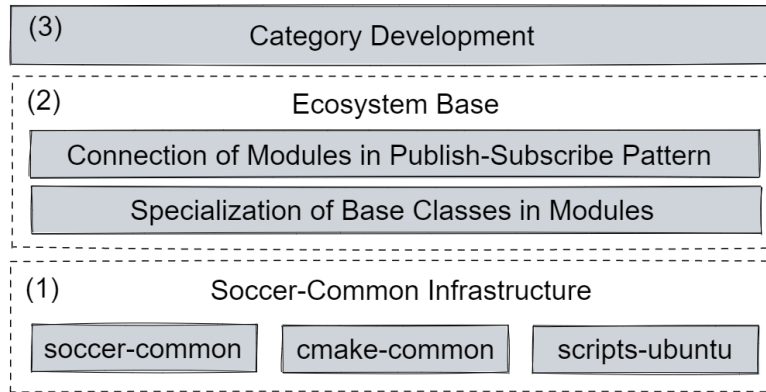 (3) Category Development
(2) Ecosystem Base
Connection of Modules in Publish-Subscribe Pattern
Specialization of Base Classes in Modules
(1) Soccer-Common Infrastructure
soccer-common cmake-common scripts-ubuntu